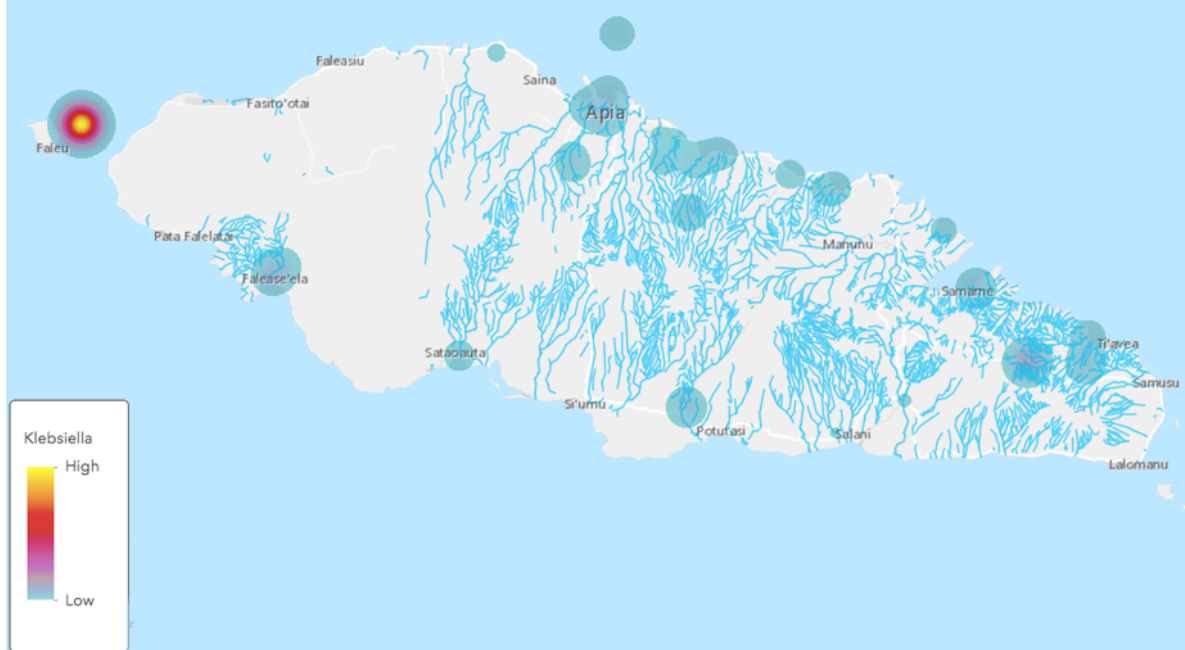 Faleasiu
Saina
Fasito'otai
Apia
Faleu
Pata Falelatai
Manunu
Falease'ela
Samame
Ti'avea
Sataoauta
Samusu
Si'umu
Potutasi
Salani
Lalomanu
Klebsiella
High
Low